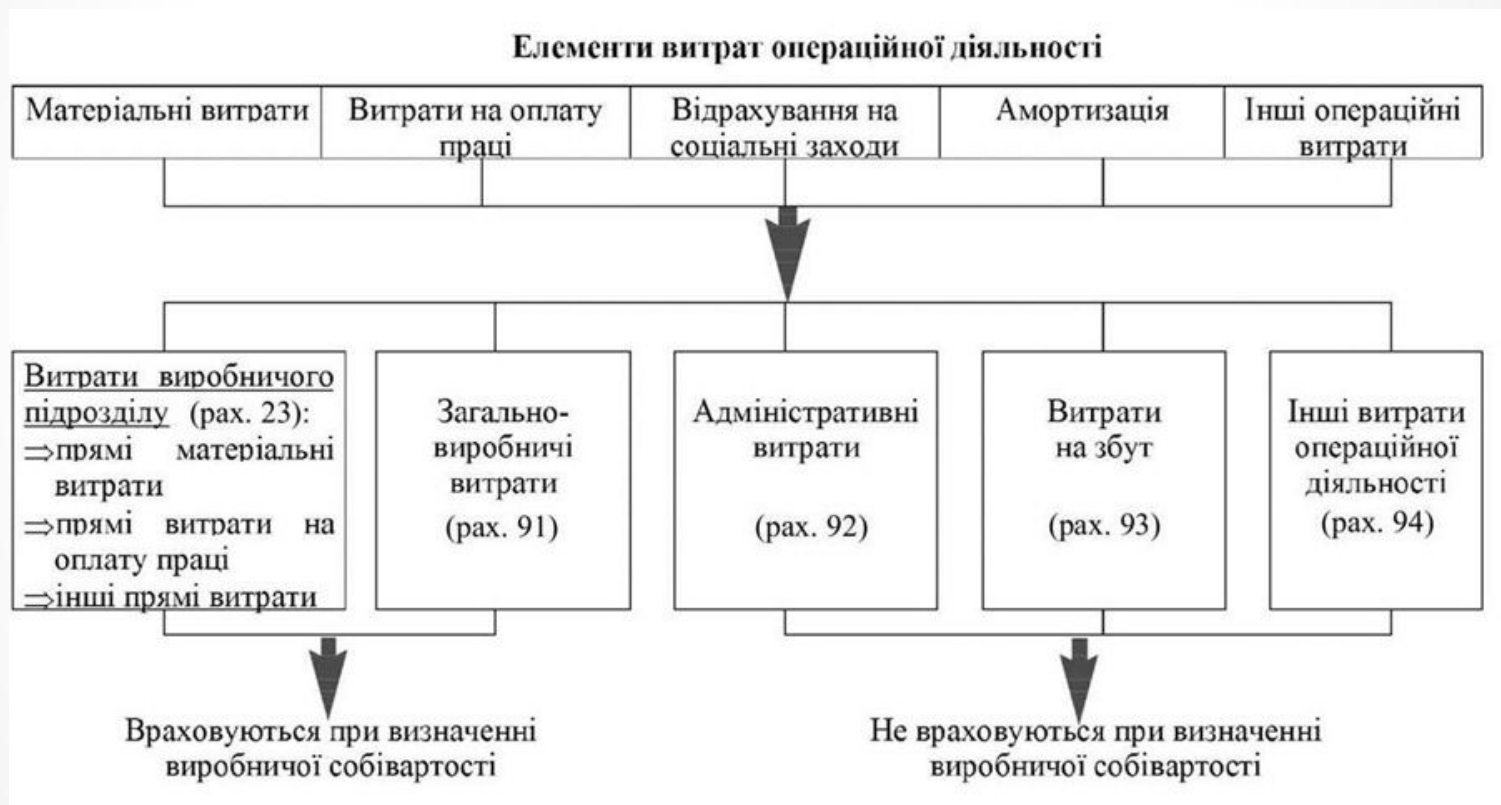 Елементи витрат операційної діяльності
Матеріальні витрати
Витрати на оплату
праці
Відрахування на
соціальні заходи
Амортизація
Інші операційні
витрати
Витрати виробничого
підрозділу (рах. 23):
⇒прямі матеріальні
витрати
⇒прямі витрати на
оплату праці
⇒інші прямі витрати
Загально-
виробничі
витрати
(рах. 91)
Адміністративні
витрати
(рах. 92)
Витрати
на збут
(рах. 93)
Інші витрати
операційної
діяльності
(рах. 94)
Враховуються при визначенні
виробничої собівартості
Не враховуються при визначенні
виробничої собівартості